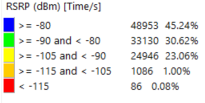 RSRP (dBm) [Time/s]
>= -80 48953 45.24%
>= -90 and < -80 33130 30.62%
>= -105 and < -90 24946 23.06%
>= -115 and < -105 1086 1.00%
< -115 86 0.08%